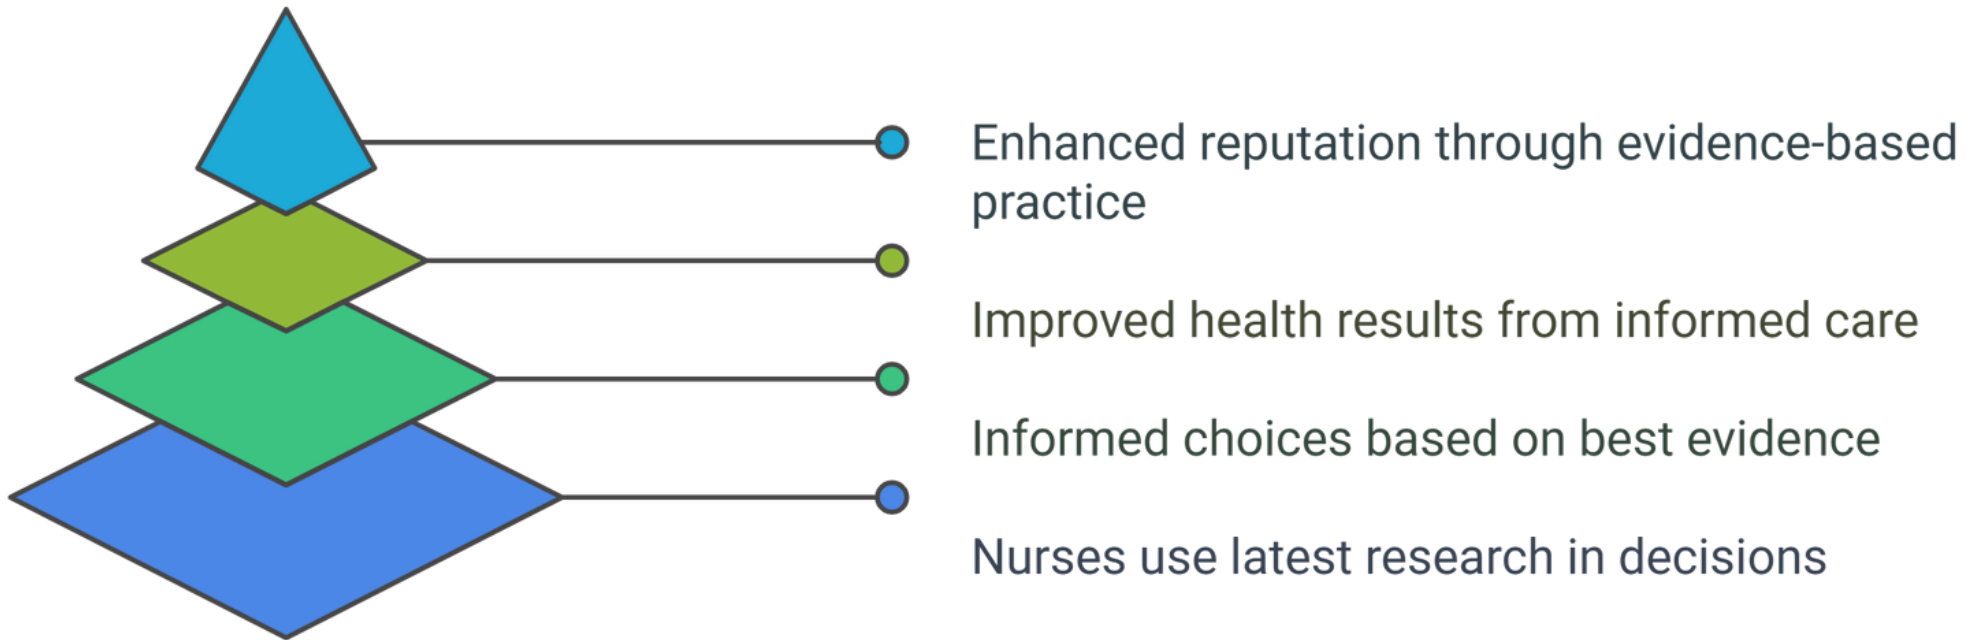 Enhanced reputation through evidence-based
practice
Improved health results from informed care
Informed choices based on best evidence
Nurses use latest research in decisions